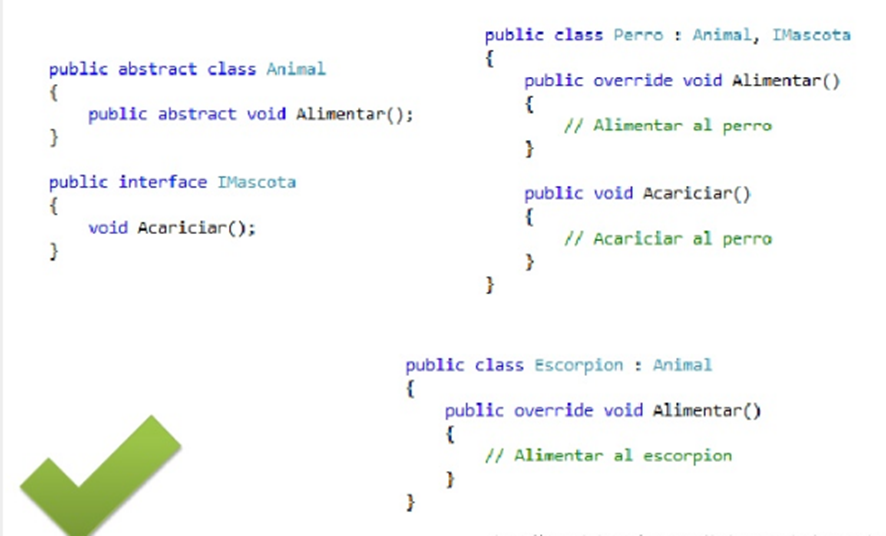 public abstract class Animal
{
    public abstract void Alimentar();
}
public interface IMascota
{
    void Acariciar();
}
public class Perro : Animal, IMascota
{
    public override void Alimentar()
    {
        // Alimentar al perro
    }
    public void Acariciar()
    {
        // Acariciar al perro
    }
}
public class Escorpion : Animal
{
    public override void Alimentar()
    {
        // Alimentar al escorpion
    }
}